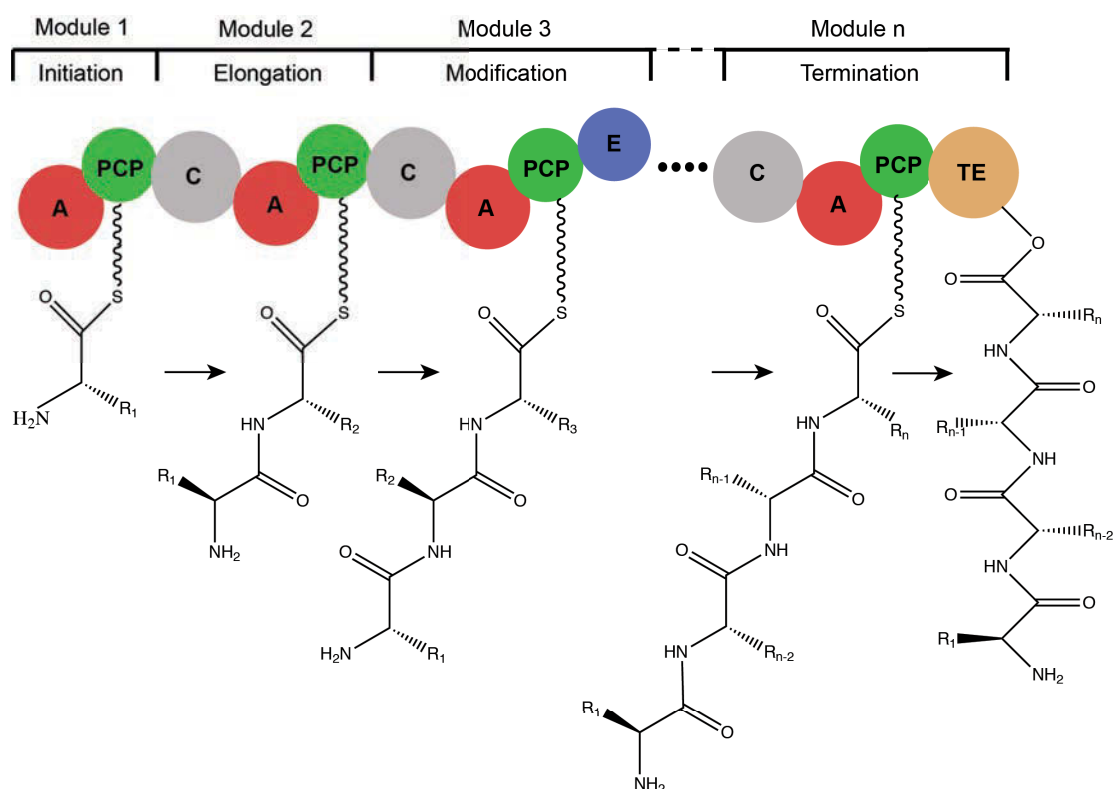 Module 1 Module 2 Module 3 Module n
Initiation Elongation Modification Termination
A PCP C A PCP C A PCP E C A PCP TE
O S
H₂N R₁
O S
HN R₂
R₁ O
NH₂
O S
HN R₃
R₂ O
O NH
H₂N R₁
O S
HN Rₙ
Rₙ₋₁ O
O NH
HN Rₙ₋₂
R₁ O
NH₂
O
O Rₙ
HN O
Rₙ₋₁ NH
O Rₙ₋₂
HN O
R₁ NH₂